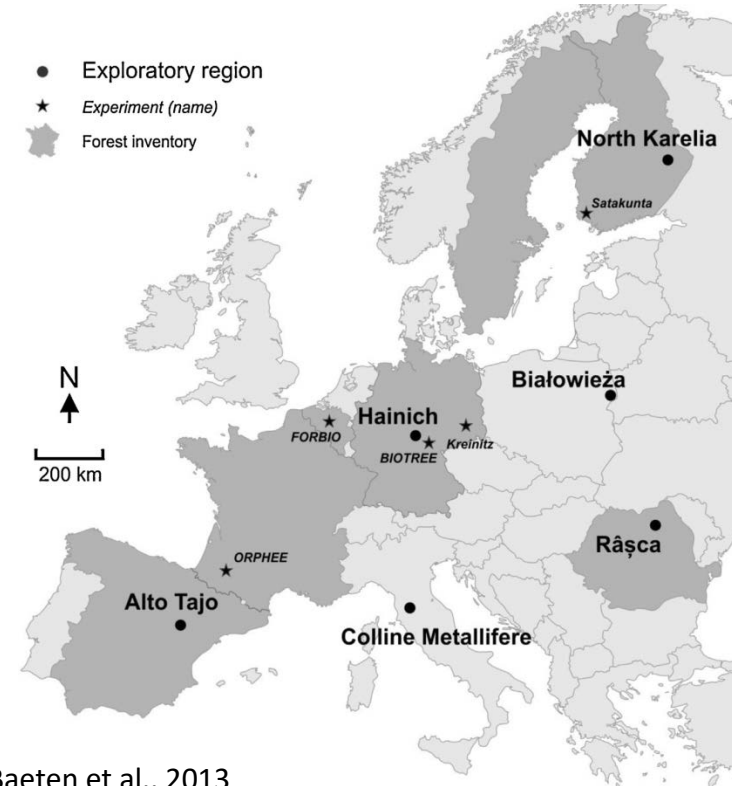 Exploratory region
Experiment (name)
Forest inventory
North Karelia
Satakunta
N
200 km
Białowieża
Hainich
FORBIO
BIOTREE
Kreinitz
Râșca
ORPHEE
Alto Tajo
Colline Metallifere
Baeten et al., 2013